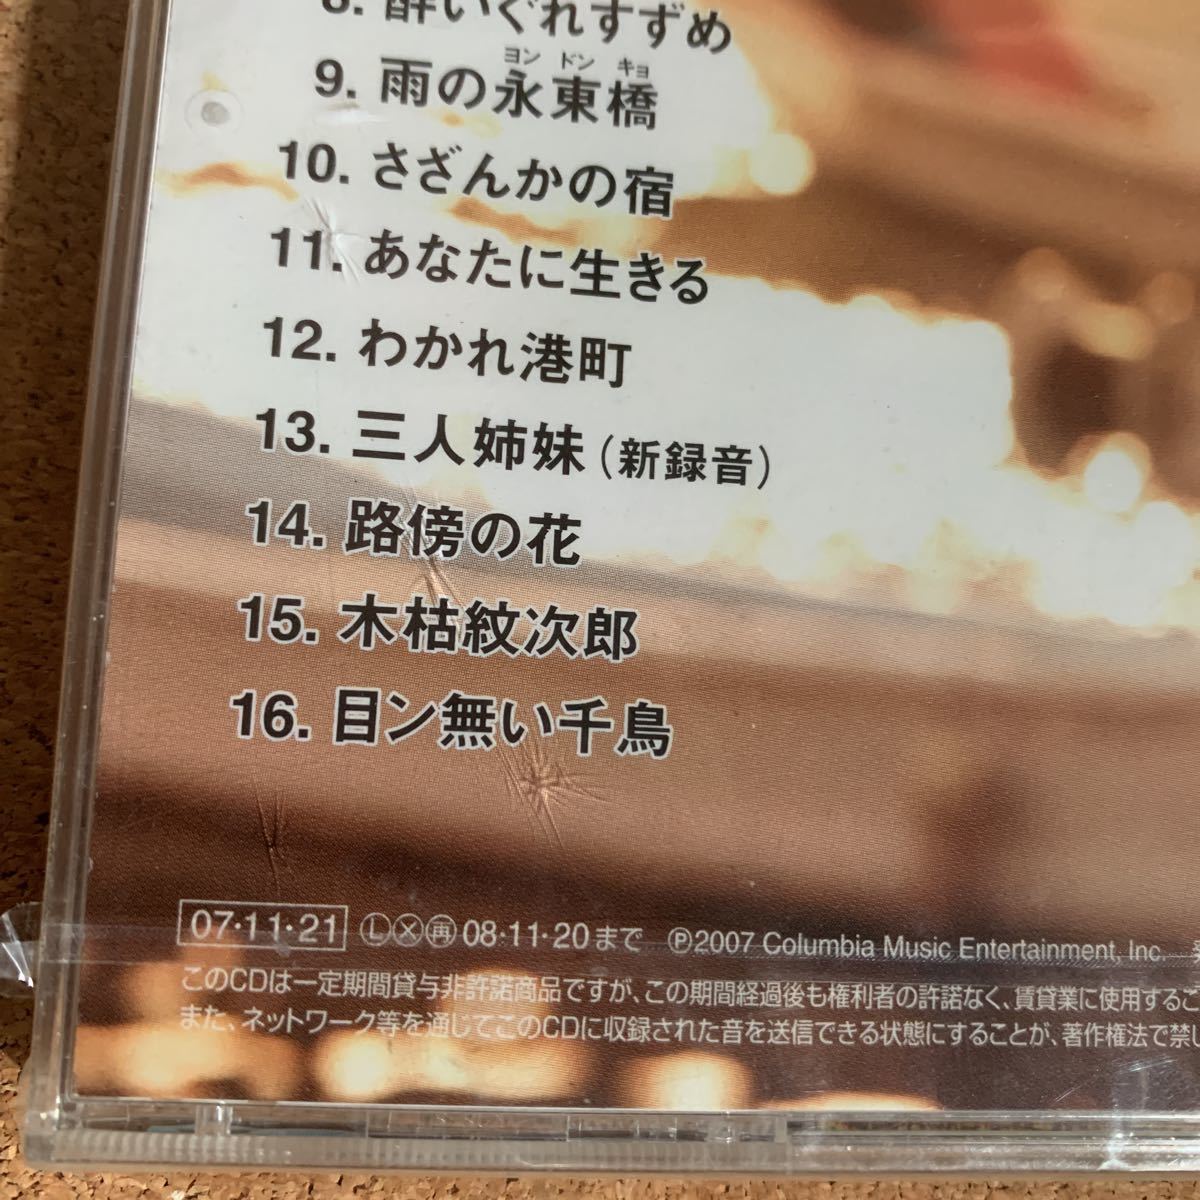 8. 酔いぐれすずめ
ヨン ドン キョ
9. 雨の永東橋
10. さざんかの宿
11. あなたに生きる
12. わかれ港町
13. 三人姉妹(新録音)
14. 路傍の花
15. 木枯紋次郎
16. 目ン無い千鳥
07・11・21 Ⓛ Ⓧ ㊢ 08・11・20まで ℗2007 Columbia Music Entertainment, Inc.
このCDは一定期間貸与非許諾商品ですが、この期間経過後も権利者の許諾なく、賃貸業に使用するこ
また、ネットワーク等を通じてこのCDに収録された音を送信できる状態にすることが、著作権法で禁じ